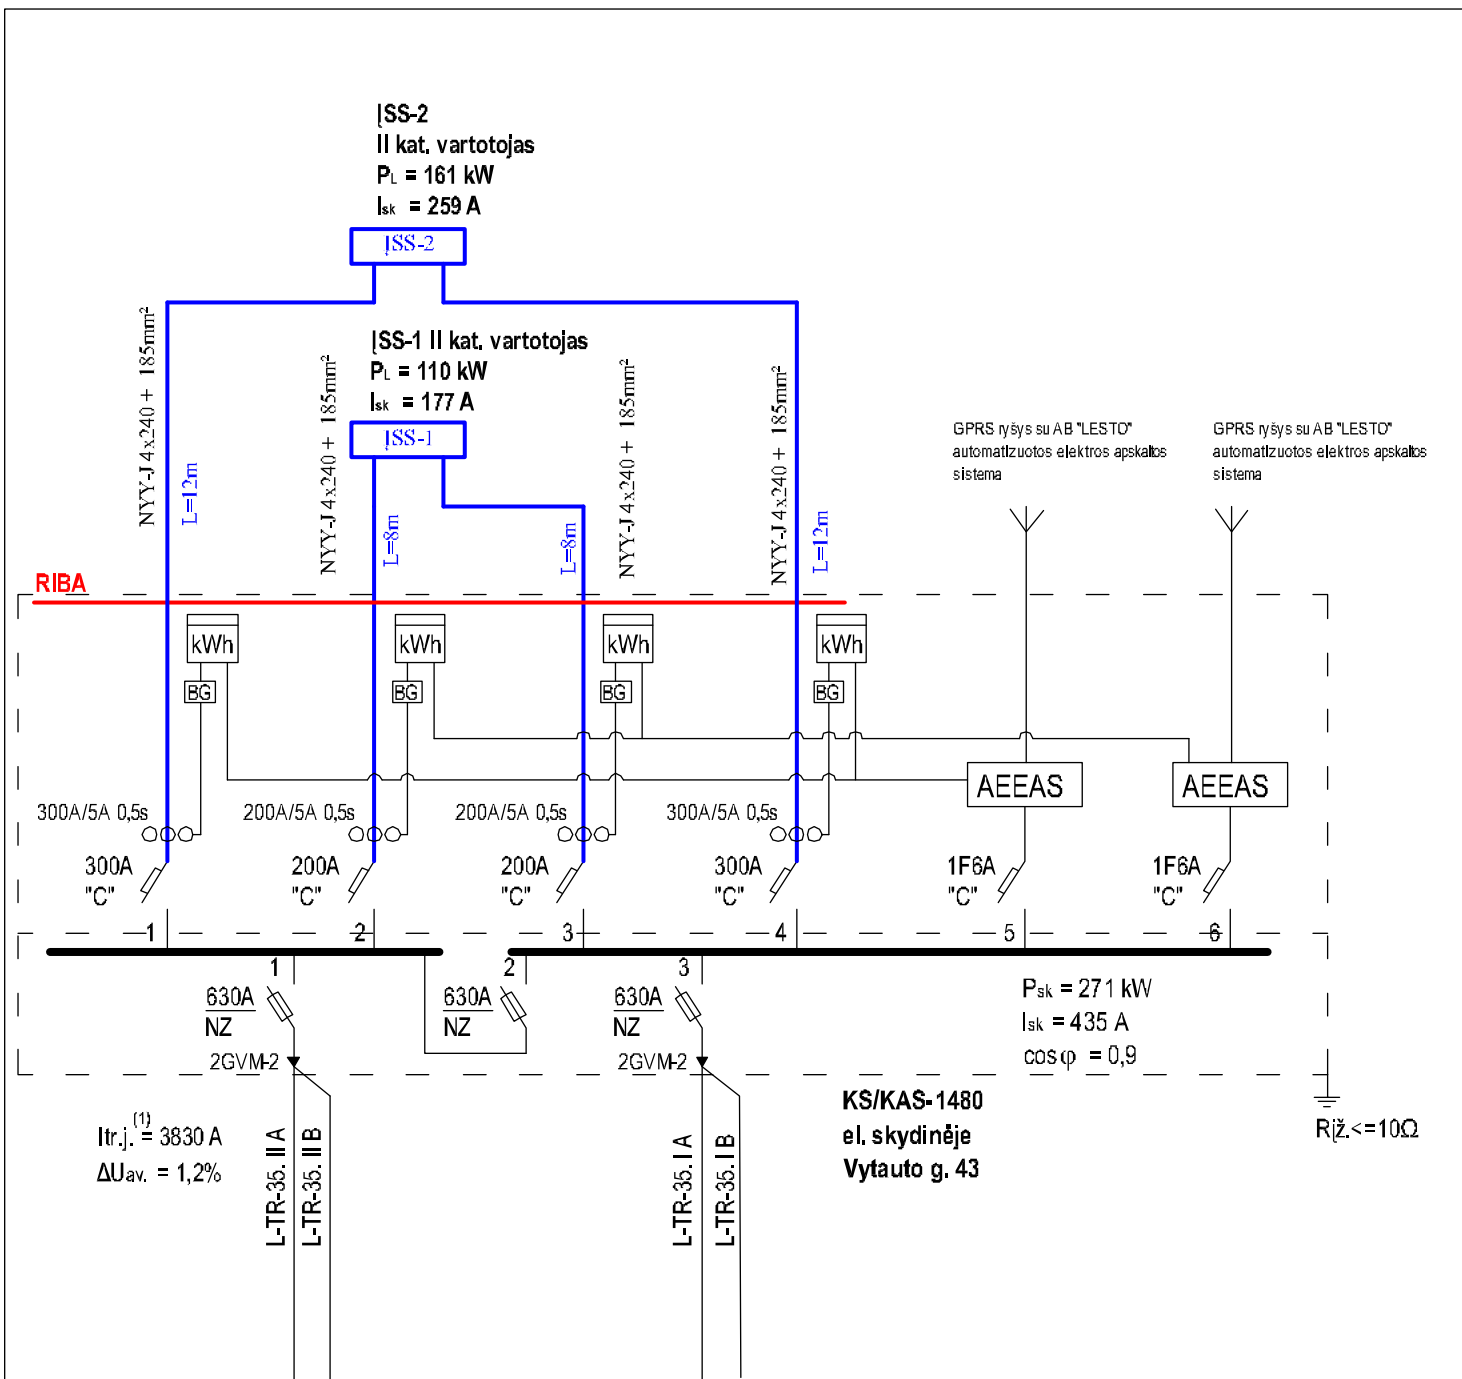 ĮSS-2
II kat. vartotojas
PL = 161 kW
Isk = 259 A
ĮSS-2
ĮSS-1 II kat. vartotojas
PL = 110 kW
Isk = 177 A
ĮSS-1
NYY-J 4x240 + 185mm²
L=12m
NYY-J 4x240 + 185mm²
L=8m
L=8m
NYY-J 4x240 + 185mm²
NYY-J 4x240 + 185mm²
L=12m
GPRS ryšys su AB "LESTO"
automatizuotos elektros apskaitos
sistema
GPRS ryšys su AB "LESTO"
automatizuotos elektros apskaitos
sistema
RIBA
kWh
kWh
kWh
kWh
BG
BG
BG
BG
AEEAS
AEEAS
300A/5A 0,5s
200A/5A 0,5s
200A/5A 0,5s
300A/5A 0,5s
300A
"C"
200A
"C"
200A
"C"
300A
"C"
1F6A
"C"
1F6A
"C"
1
2
3
4
5
6
1
2
3
630A
NZ
630A
NZ
630A
NZ
2GVM-2
2GVM-2
Psk = 271 kW
Isk = 435 A
cos φ = 0,9
KS/KAS-1480
el. skydinėje
Vytauto g. 43
Rįž.<=10Ω
Itr.j.(1) = 3830 A
ΔUav. = 1,2%
L-TR-35. II A
L-TR-35. II B
L-TR-35. I A
L-TR-35. I B